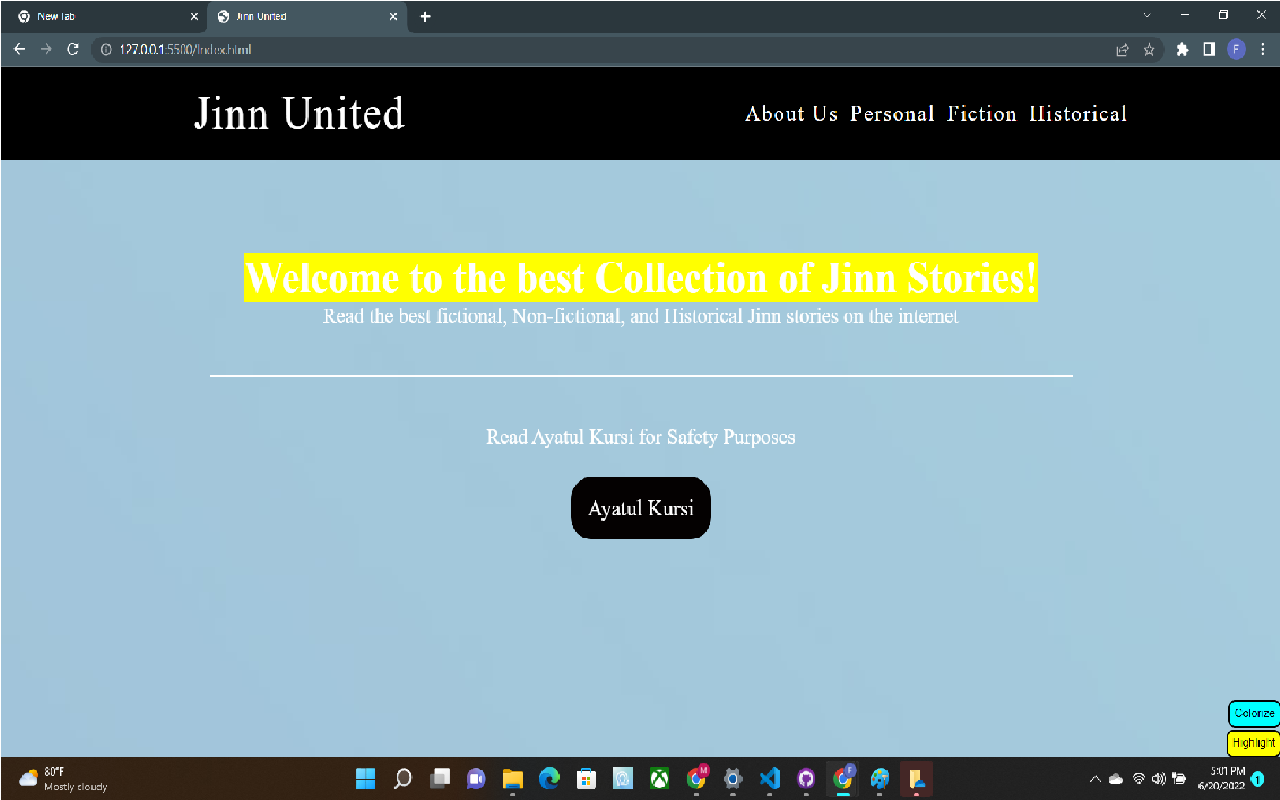 New Tab
Jinn United
127.0.0.1:5500/Index.html
F
Jinn United
About Us Personal Fiction Historical
Welcome to the best Collection of Jinn Stories!
Read the best fictional, Non-fictional, and Historical Jinn stories on the internet
Read Ayatul Kursi for Safety Purposes
Ayatul Kursi
Colorize
Highlight
80°F
Mostly cloudy
M
F
5:01 PM
6/20/2022
1